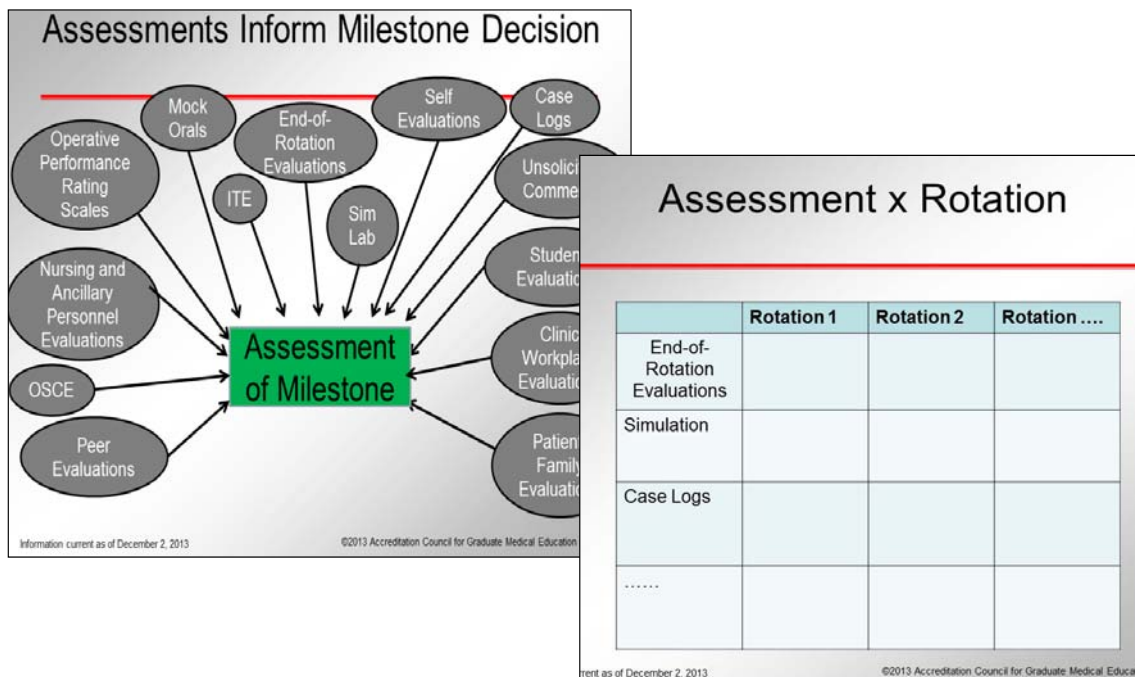 Assessments Inform Milestone Decision
Mock
Orals
End-of-
Rotation
Evaluations
Self
Evaluations
Case
Logs
Operative
Performance
Rating
Scales
ITE
Sim
Lab
Nursing and
Ancillary
Personnel
Evaluations
OSCE
Peer
Evaluations
Assessment
of Milestone
Information current as of December 2, 2013
©2013 Accreditation Council for Graduate Medical Education
Assessment x Rotation
Rotation 1
Rotation 2
Rotation ....
End-of-
Rotation
Evaluations
Simulation
Case Logs
......
as of December 2, 2013
©2013 Accreditation Council for Graduate Medical